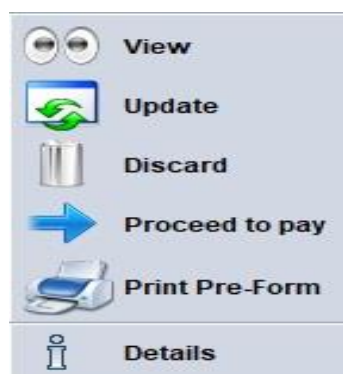 View
Update
Discard
Proceed to pay
Print Pre-Form
Details